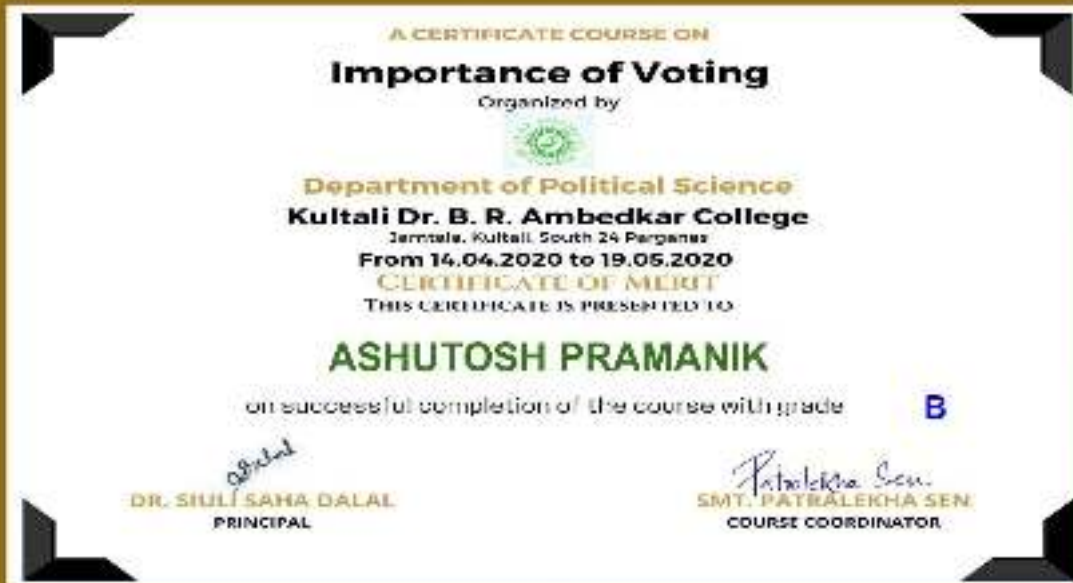 A CERTIFICATE COURSE ON
Importance of Voting
Organized by
Department of Political Science
Kultali Dr. B. R. Ambedkar College
Kultali, South 24 Parganas
From 14.04.2020 to 19.05.2020
CERTIFICATE OF MERIT
THIS CERTIFICATE IS PRESENTED TO
ASHUTOSH PRAMANIK
on successful completion of the course with grade B
DR. SIULI SAHA DALAL
PRINCIPAL
Patralekha Sen.
SMT. PATRALEKHA SEN
COURSE COORDINATOR